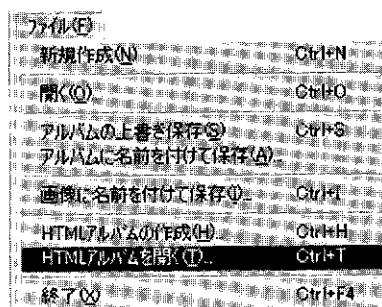 ファイル(F)
新規作成(N) Ctrl+N
開く(O)... Ctrl+O
アルバムの上書き保存(S) Ctrl+S
アルバムに名前を付けて保存(A)...
画像に名前を付けて保存(I)... Ctrl+I
HTMLアルバムの作成(H)... Ctrl+H
HTMLアルバムを開く(T)... Ctrl+T
終了(X) Ctrl+F4